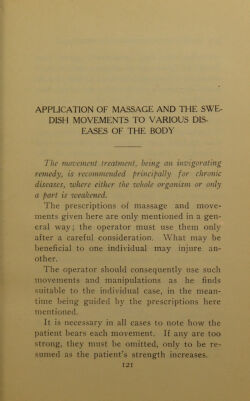 APPLICATION OF MASSAGE AND THE SWE-
DISH MOVEMENTS TO VARIOUS DIS-
EASES OF THE BODY
The movement treatment, being an invigorating
remedy, is recommended principally for chronic
diseases, where either the whole organism or only
a part is weakened.
The prescriptions of massage and move-
ments given here are only mentioned in a gen-
eral way; the operator must use them only
after a careful consideration. What may be
beneficial to one individual may injure an-
other.
The operator should consequently use such
movements and manipulations as he finds
suitable to the individual case, in the mean-
time being guided by the prescriptions here
mentioned.
It is necessary in all cases to note how the
patient bears each movement. If any are too
strong, they must be omitted, only to be re-
sumed as the patient's strength increases.
121